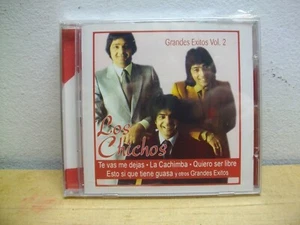 Grandes Exitos Vol. 2
Los
Chichos
Te vas me dejas - La Cachimba - Quiero ser libre
Esto si que tiene guasa y otros Grandes Exitos